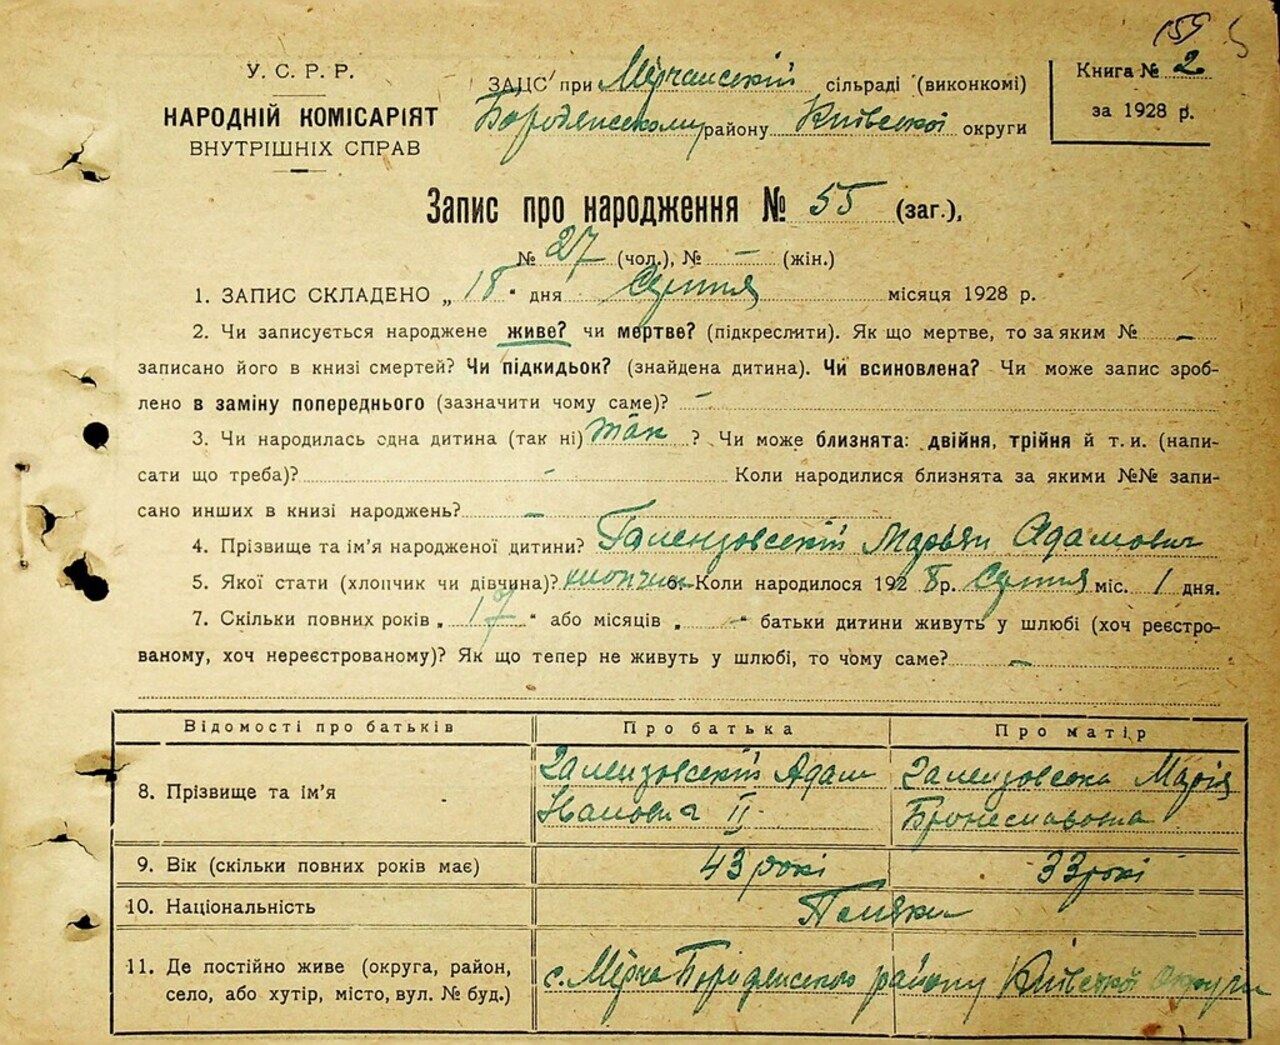 159
У. С. Р. Р.
НАРОДНІЙ КОМІСАРІЯТ
ВНУТРІШНІХ СПРАВ
ЗАЦС при Мірчанській сільраді (виконкомі)
Бородянському району Київської округи
Книга № 2
за 1928 р.
Запис про народження № 55 (заг.),
№ 27 (чол.), № – (жін.)
1. ЗАПИС СКЛАДЕНО „ 18 " дня Серпня місяця 1928 р.
2. Чи записується народжене живе? чи мертве? (підкреслити). Як що мертве, то за яким № –
записано його в книзі смертей? Чи підкидьок? (знайдена дитина). Чи всиновлена? Чи може запис зроб-
лено в заміну попереднього (зазначити чому саме)? –
3. Чи народилась одна дитина (так ні) так ? Чи може близнята: двійня, трійня й т. и. (напи-
сати що треба)? – Коли народилися близнята за якими №№ запи-
сано инших в книзі народжень? –
4. Прізвище та ім'я народженої дитини? Галензовській Марьян Адамович
5. Якої стати (хлопчик чи дівчина)? хлопчик 6. Коли народилося 192 8 р. Серпня міс. 1 дня.
7. Скільки повних років „ 17 " або місяців „ – " батьки дитини живуть у шлюбі (хоч реєстро-
ваному, хоч нереєстрованому)? Як що тепер не живуть у шлюбі, то чому саме? –
Відомості про батьків Про батька Про матір
8. Прізвище та ім'я Галензовській Адам Іванович II Галензовська Марія Брониславовна
9. Вік (скільки повних років має) 43 років 33 років
10. Національність Поляки
11. Де постійно живе (округа, район,
село, або хутір, місто, вул. № буд.) с. Мірча Бородянского району Київської Округи